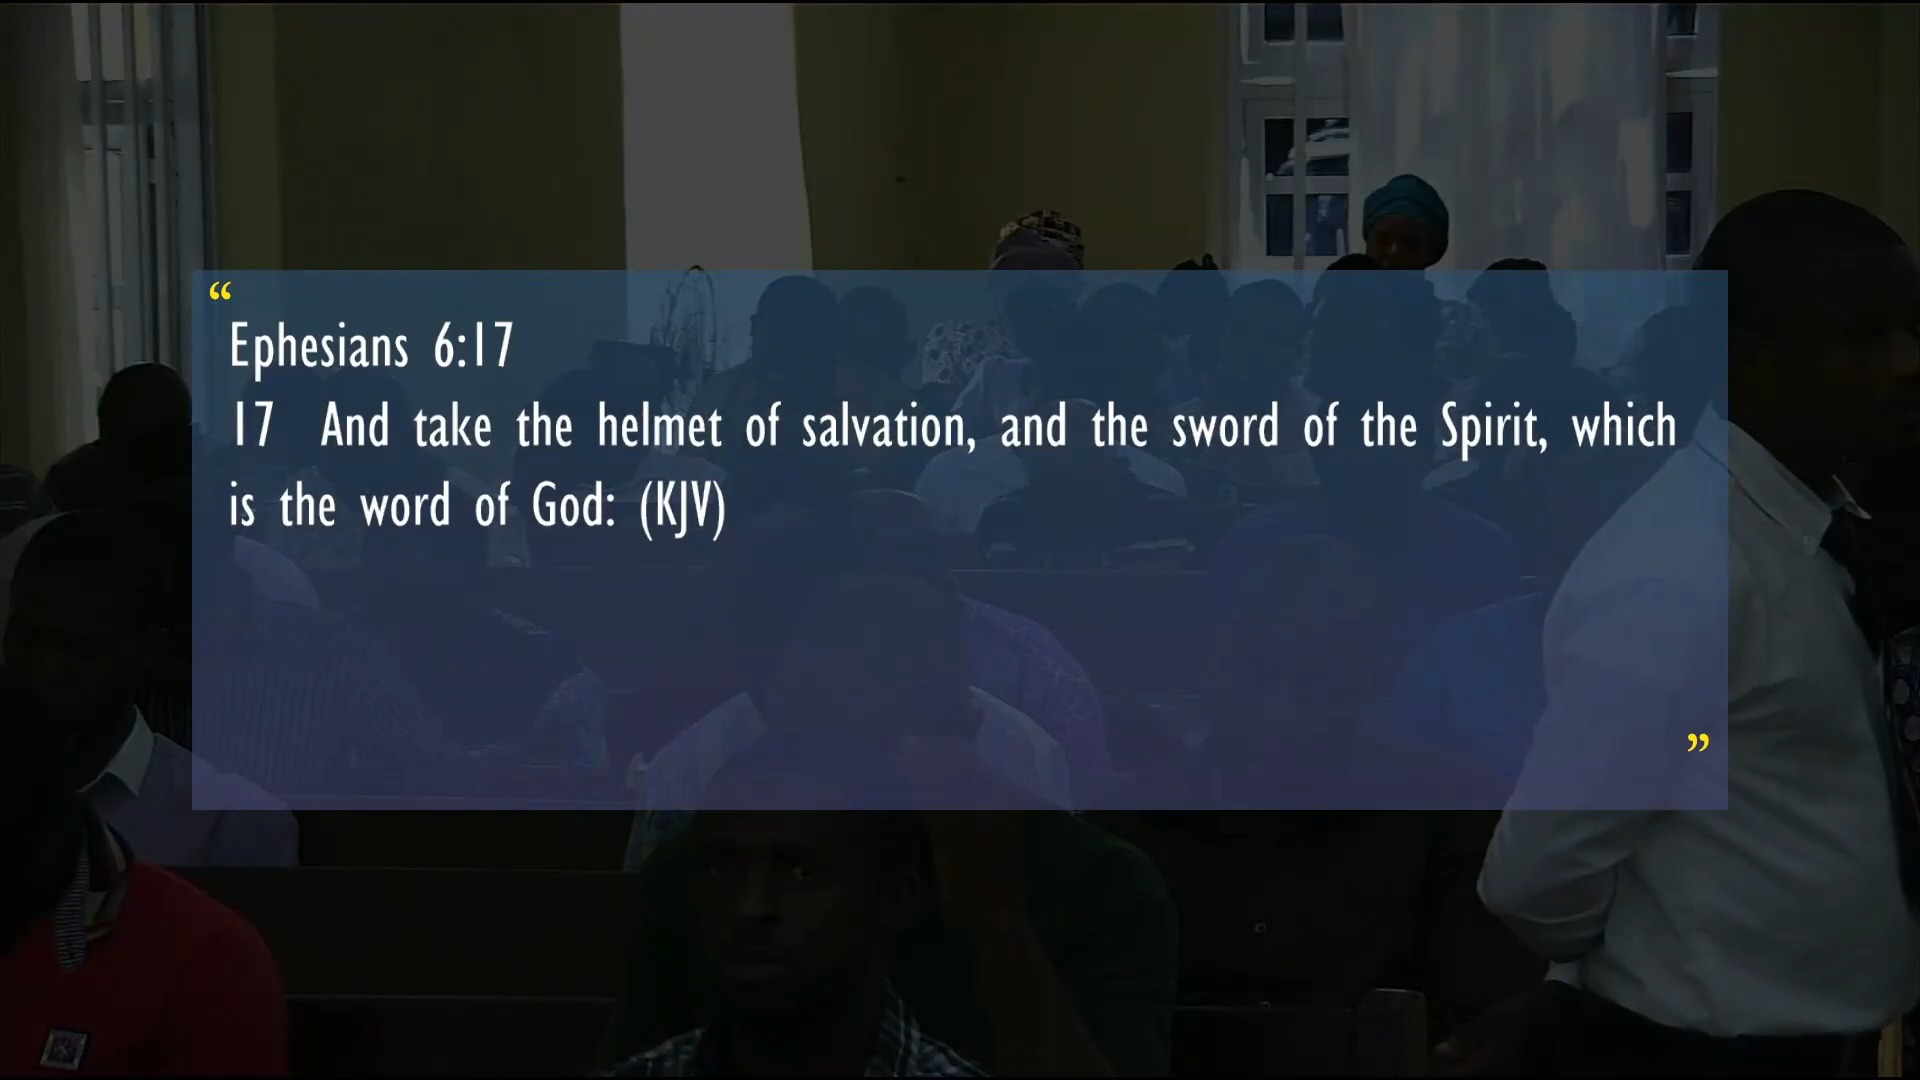 “
Ephesians 6:17
17 And take the helmet of salvation, and the sword of the Spirit, which
is the word of God: (KJV)
”